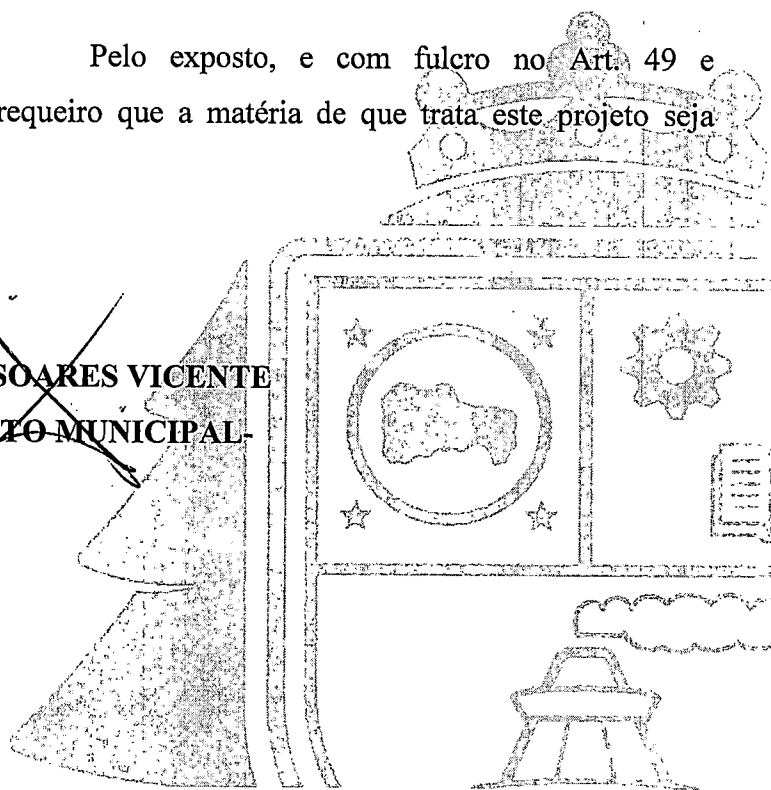 Pelo exposto, e com fulcro no Art. 49 e
requeiro que a matéria de que trata este projeto seja
SOARES VICENTE
TO MUNICIPAL-